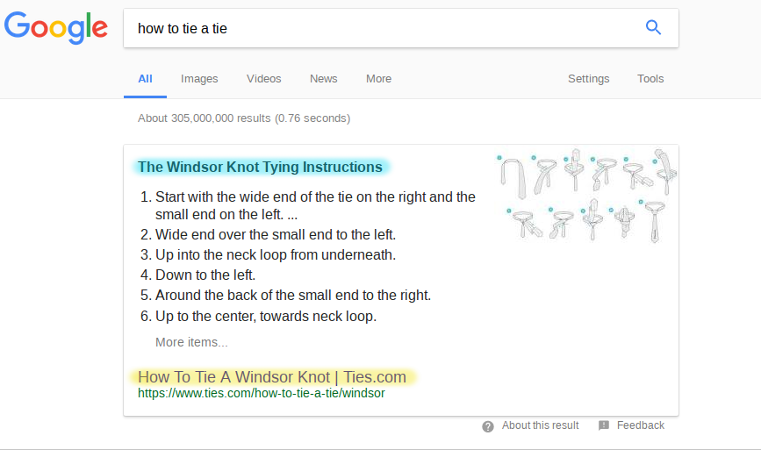 Google
how to tie a tie
All Images Videos News More Settings Tools
About 305,000,000 results (0.76 seconds)
The Windsor Knot Tying Instructions
1. Start with the wide end of the tie on the right and the
small end on the left. ...
2. Wide end over the small end to the left.
3. Up into the neck loop from underneath.
4. Down to the left.
5. Around the back of the small end to the right.
6. Up to the center, towards neck loop.
More items...
How To Tie A Windsor Knot | Ties.com
https://www.ties.com/how-to-tie-a-tie/windsor
About this result Feedback